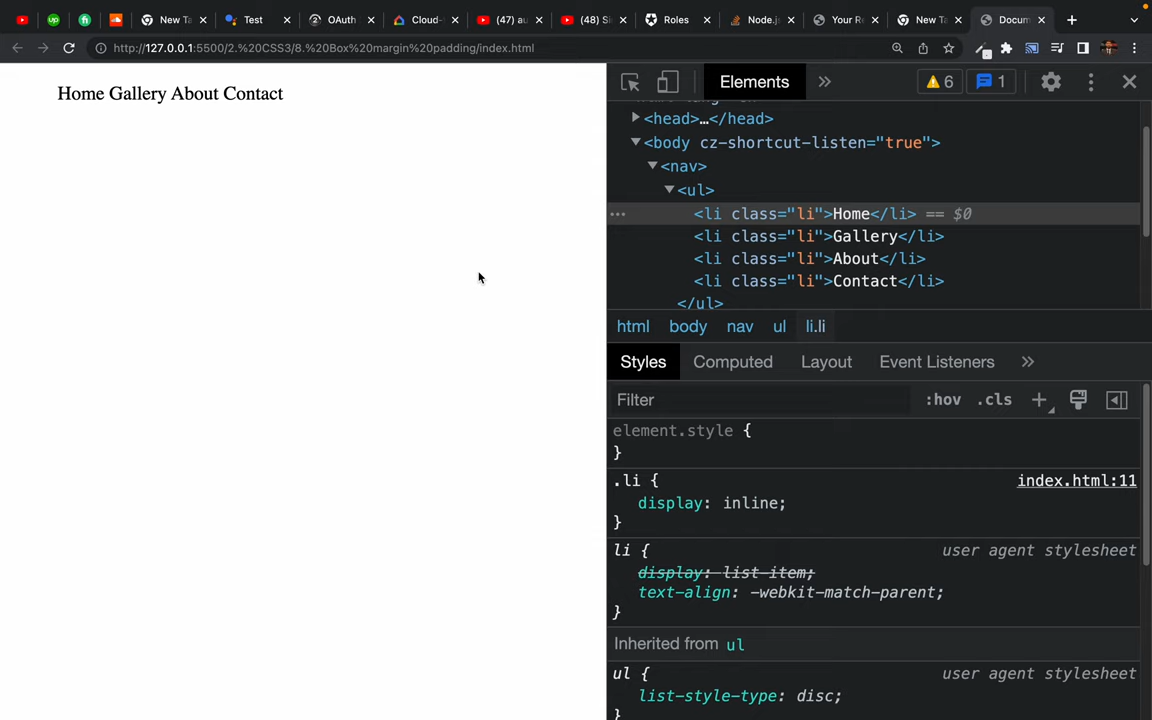 New Ta
Test
OAuth
Cloud-
(47) au
(48) Sk
Roles
Node.js
Your Re
New Ta
Docum
http://127.0.0.1:5500/2.%20CSS3/8.%20Box%20margin%20padding/index.html
Home Gallery About Contact
Elements
6
1
<head>…</head>
<body cz-shortcut-listen="true">
<nav>
<ul>
<li class="li">Home</li> == $0
<li class="li">Gallery</li>
<li class="li">About</li>
<li class="li">Contact</li>
</ul>
html body nav ul li.li
Styles Computed Layout Event Listeners
Filter :hov .cls
element.style {
}
.li { index.html:11
display: inline;
}
li { user agent stylesheet
display: list-item;
text-align: -webkit-match-parent;
}
Inherited from ul
ul { user agent stylesheet
list-style-type: disc;
}